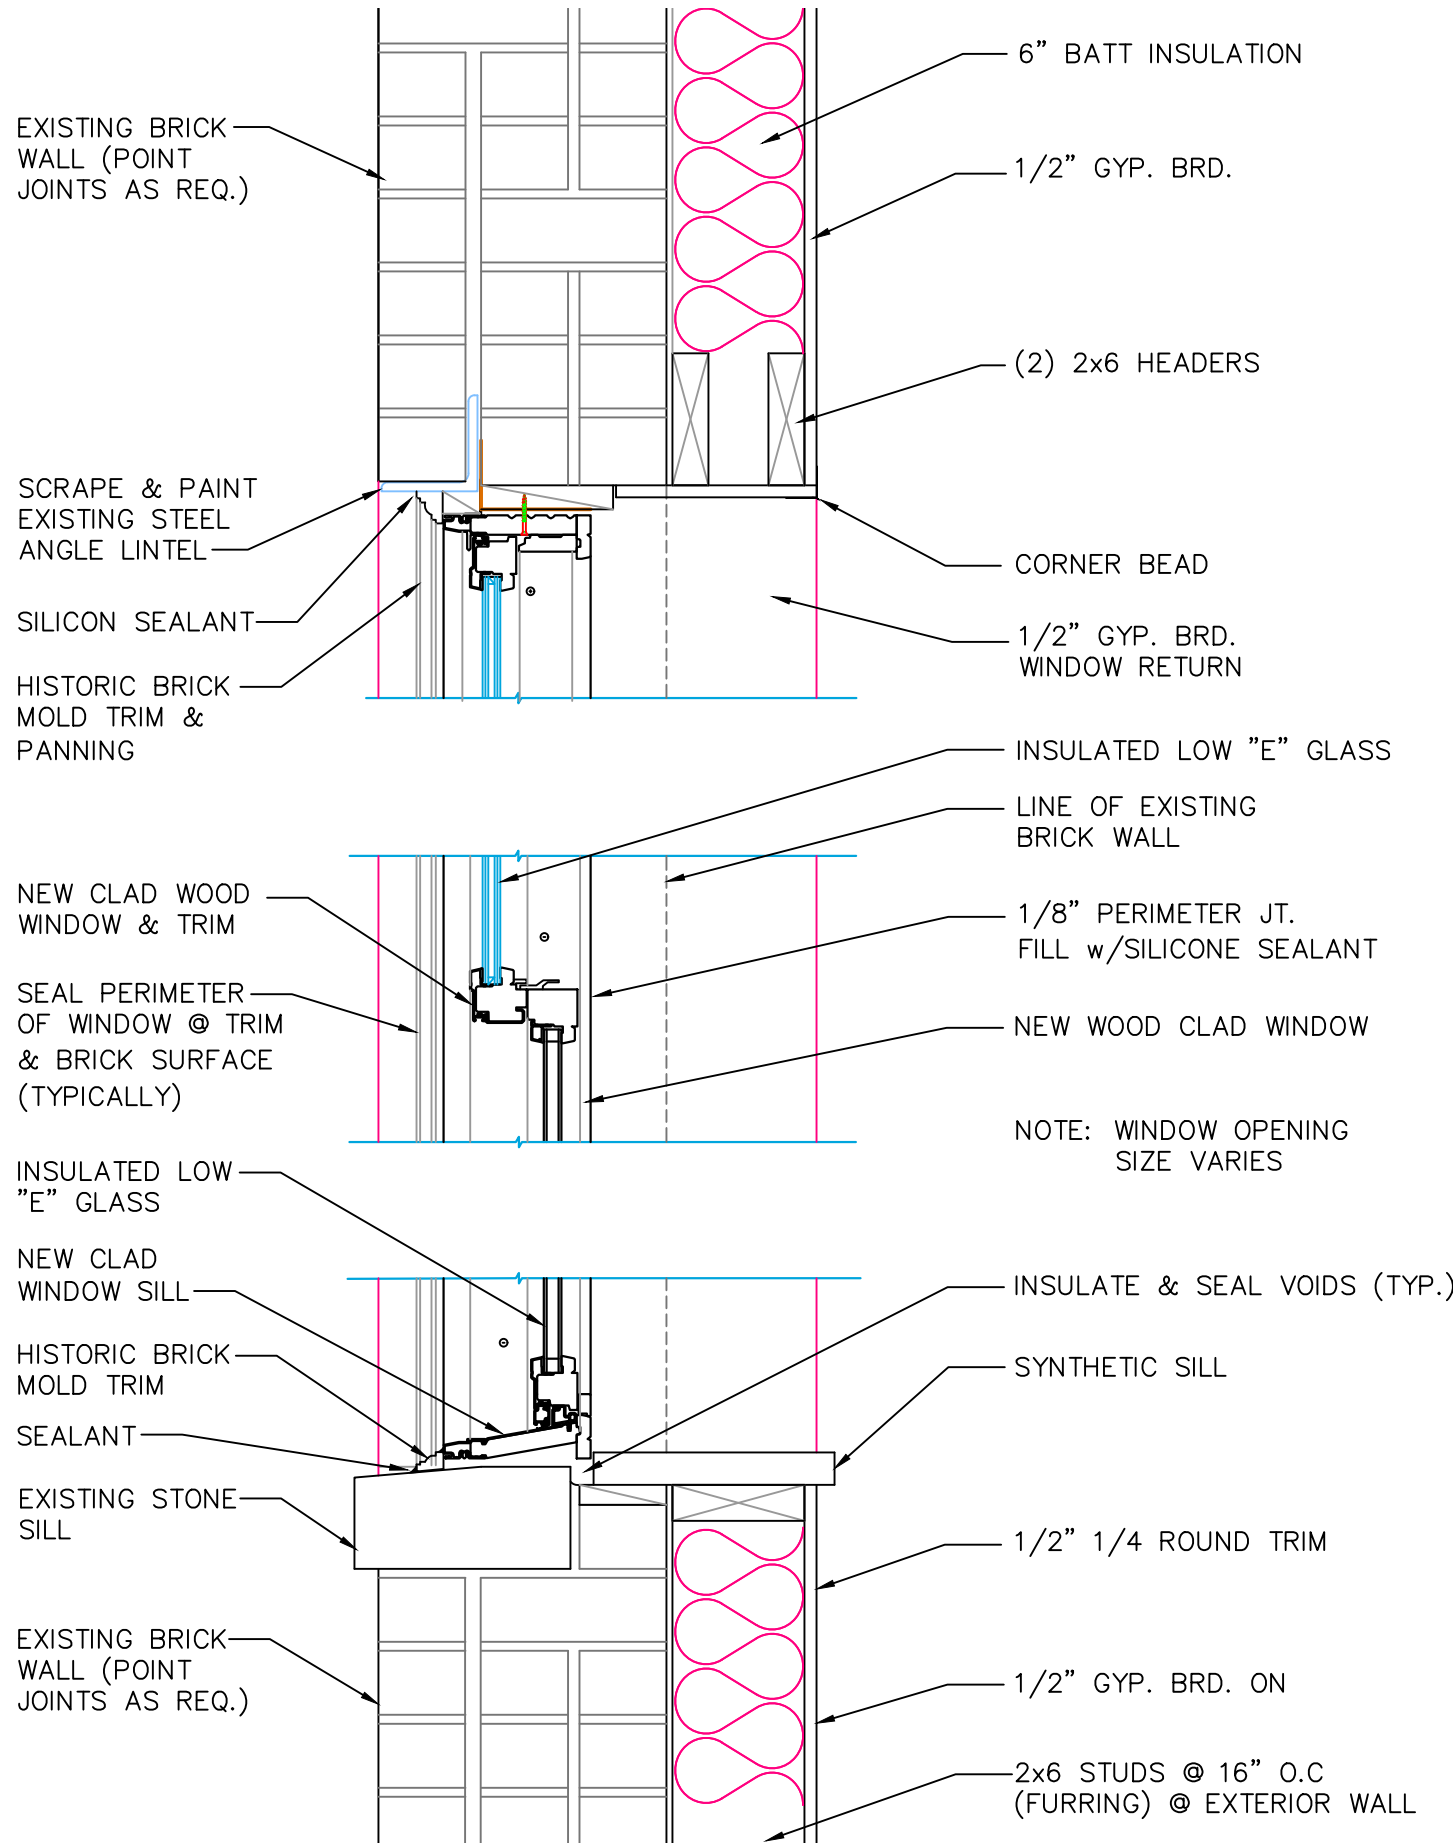 EXISTING BRICK
WALL (POINT
JOINTS AS REQ.)
SCRAPE & PAINT
EXISTING STEEL
ANGLE LINTEL
SILICON SEALANT
HISTORIC BRICK
MOLD TRIM &
PANNING
NEW CLAD WOOD
WINDOW & TRIM
SEAL PERIMETER
OF WINDOW @ TRIM
& BRICK SURFACE
(TYPICALLY)
INSULATED LOW
"E" GLASS
NEW CLAD
WINDOW SILL
HISTORIC BRICK
MOLD TRIM
SEALANT
EXISTING STONE
SILL
EXISTING BRICK
WALL (POINT
JOINTS AS REQ.)
6" BATT INSULATION
1/2" GYP. BRD.
(2) 2x6 HEADERS
CORNER BEAD
1/2" GYP. BRD.
WINDOW RETURN
INSULATED LOW "E" GLASS
LINE OF EXISTING
BRICK WALL
1/8" PERIMETER JT.
FILL w/SILICONE SEALANT
NEW WOOD CLAD WINDOW
NOTE: WINDOW OPENING
SIZE VARIES
INSULATE & SEAL VOIDS (TYP.)
SYNTHETIC SILL
1/2" 1/4 ROUND TRIM
1/2" GYP. BRD. ON
2x6 STUDS @ 16" O.C
(FURRING) @ EXTERIOR WALL